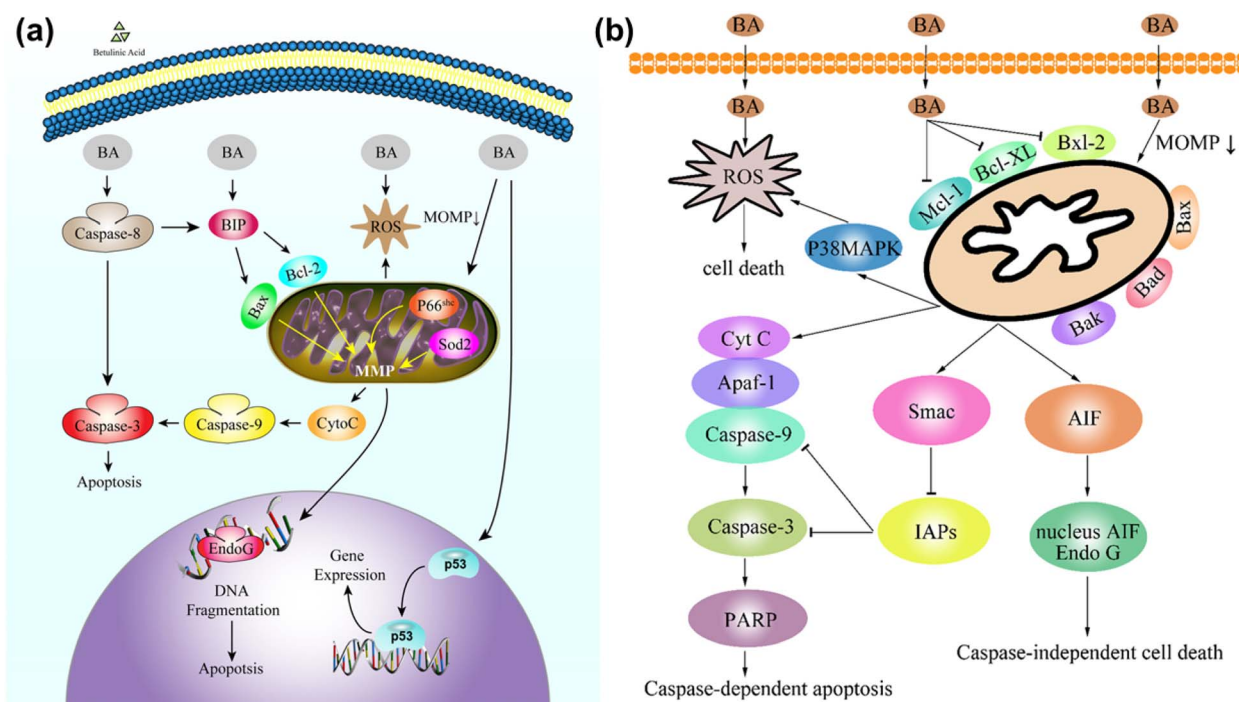 (a)
Betulinic Acid
BA
BA
BA
BA
Caspase-8
BIP
ROS
MOMP↓
Bcl-2
Bax
P66shc
Sod2
MMP
Caspase-3
Caspase-9
CytoC
Apoptosis
EndoG
DNA
Fragmentation
Apopotsis
Gene
Expression
p53
p53
(b)
BA
BA
BA
BA
BA
BA
ROS
Mcl-1
Bcl-XL
Bxl-2
MOMP ↓
Bax
Bad
Bak
P38MAPK
cell death
Cyt C
Apaf-1
Caspase-9
Smac
AIF
Caspase-3
IAPs
nucleus AIF
Endo G
PARP
Caspase-independent cell death
Caspase-dependent apoptosis